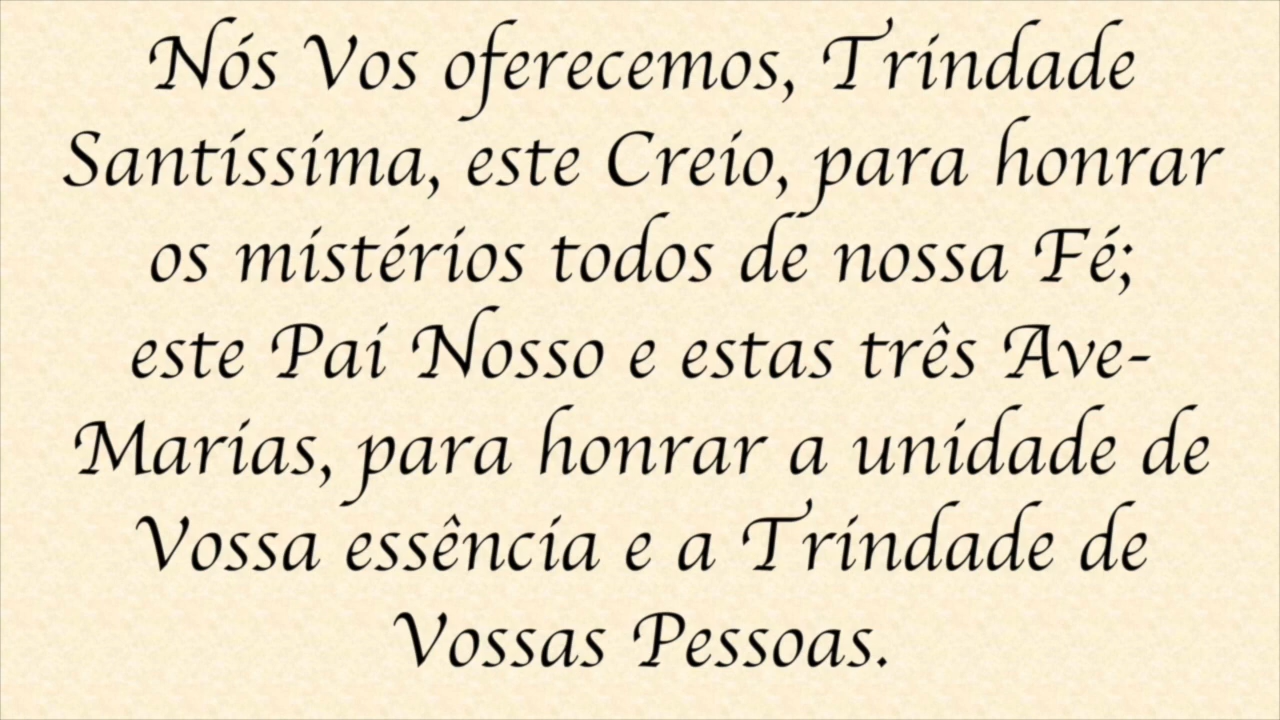 Nós Vos oferecemos, Trindade
Santíssima, este Creio, para honrar
os mistérios todos de nossa Fé;
este Pai Nosso e estas três Ave-
Marias, para honrar a unidade de
Vossa essência e a Trindade de
Vossas Pessoas.